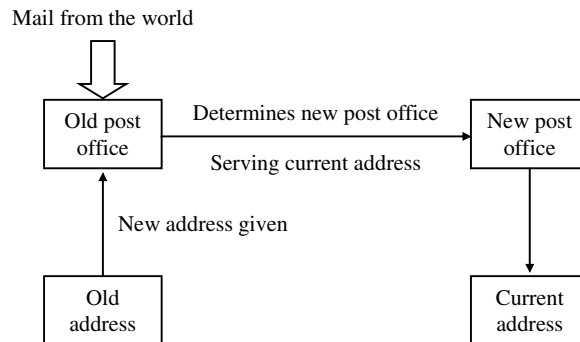 Mail from the world
Old post
office
Determines new post office
Serving current address
New post
office
New address given
Old
address
Current
address